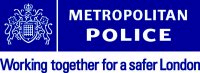 METROPOLITAN
POLICE
Working together for a safer London